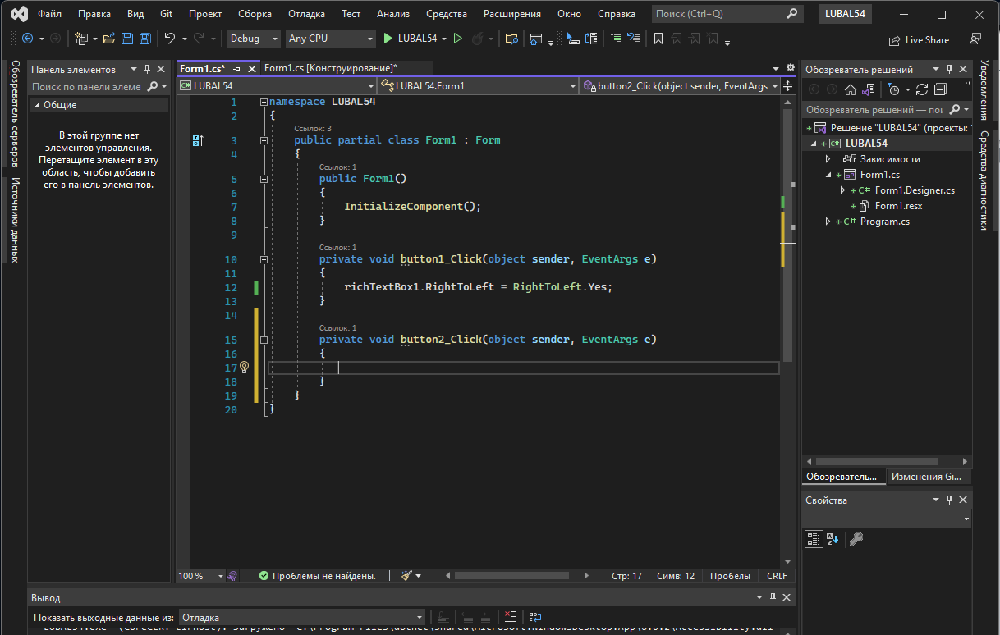 Файл Правка Вид Git Проект Сборка Отладка Тест Анализ Средства Расширения Окно Справка Поиск (Ctrl+Q) LUBAL54
Debug Any CPU LUBAL54 Live Share
Обозреватель серверов
Источники данных
Панель элементов
Поиск по панели элеме
Общие
В этой группе нет
элементов управления.
Перетащите элемент в эту
область, чтобы добавить
его в панель элементов.
Form1.cs* Form1.cs [Конструирование]*
LUBAL54 LUBAL54.Form1 button2_Click(object sender, EventArgs
1 namespace LUBAL54
2 {
Ссылок: 3
3 public partial class Form1 : Form
4 {
Ссылок: 1
5 public Form1()
6 {
7 InitializeComponent();
8 }
9
Ссылок: 1
10 private void button1_Click(object sender, EventArgs e)
11 {
12 richTextBox1.RightToLeft = RightToLeft.Yes;
13 }
14
Ссылок: 1
15 private void button2_Click(object sender, EventArgs e)
16 {
17
18 }
19 }
20 }
100 % Проблемы не найдены. Стр: 17 Симв: 12 Пробелы CRLF
Вывод
Показать выходные данные из: Отладка
Обозреватель решений
Обозреватель решений — пои
Решение "LUBAL54" (проекты:
LUBAL54
Зависимости
Form1.cs
C# Form1.Designer.cs
Form1.resx
C# Program.cs
Обозреватель... Изменения Gi...
Свойства
Уведомления
Средства диагностики